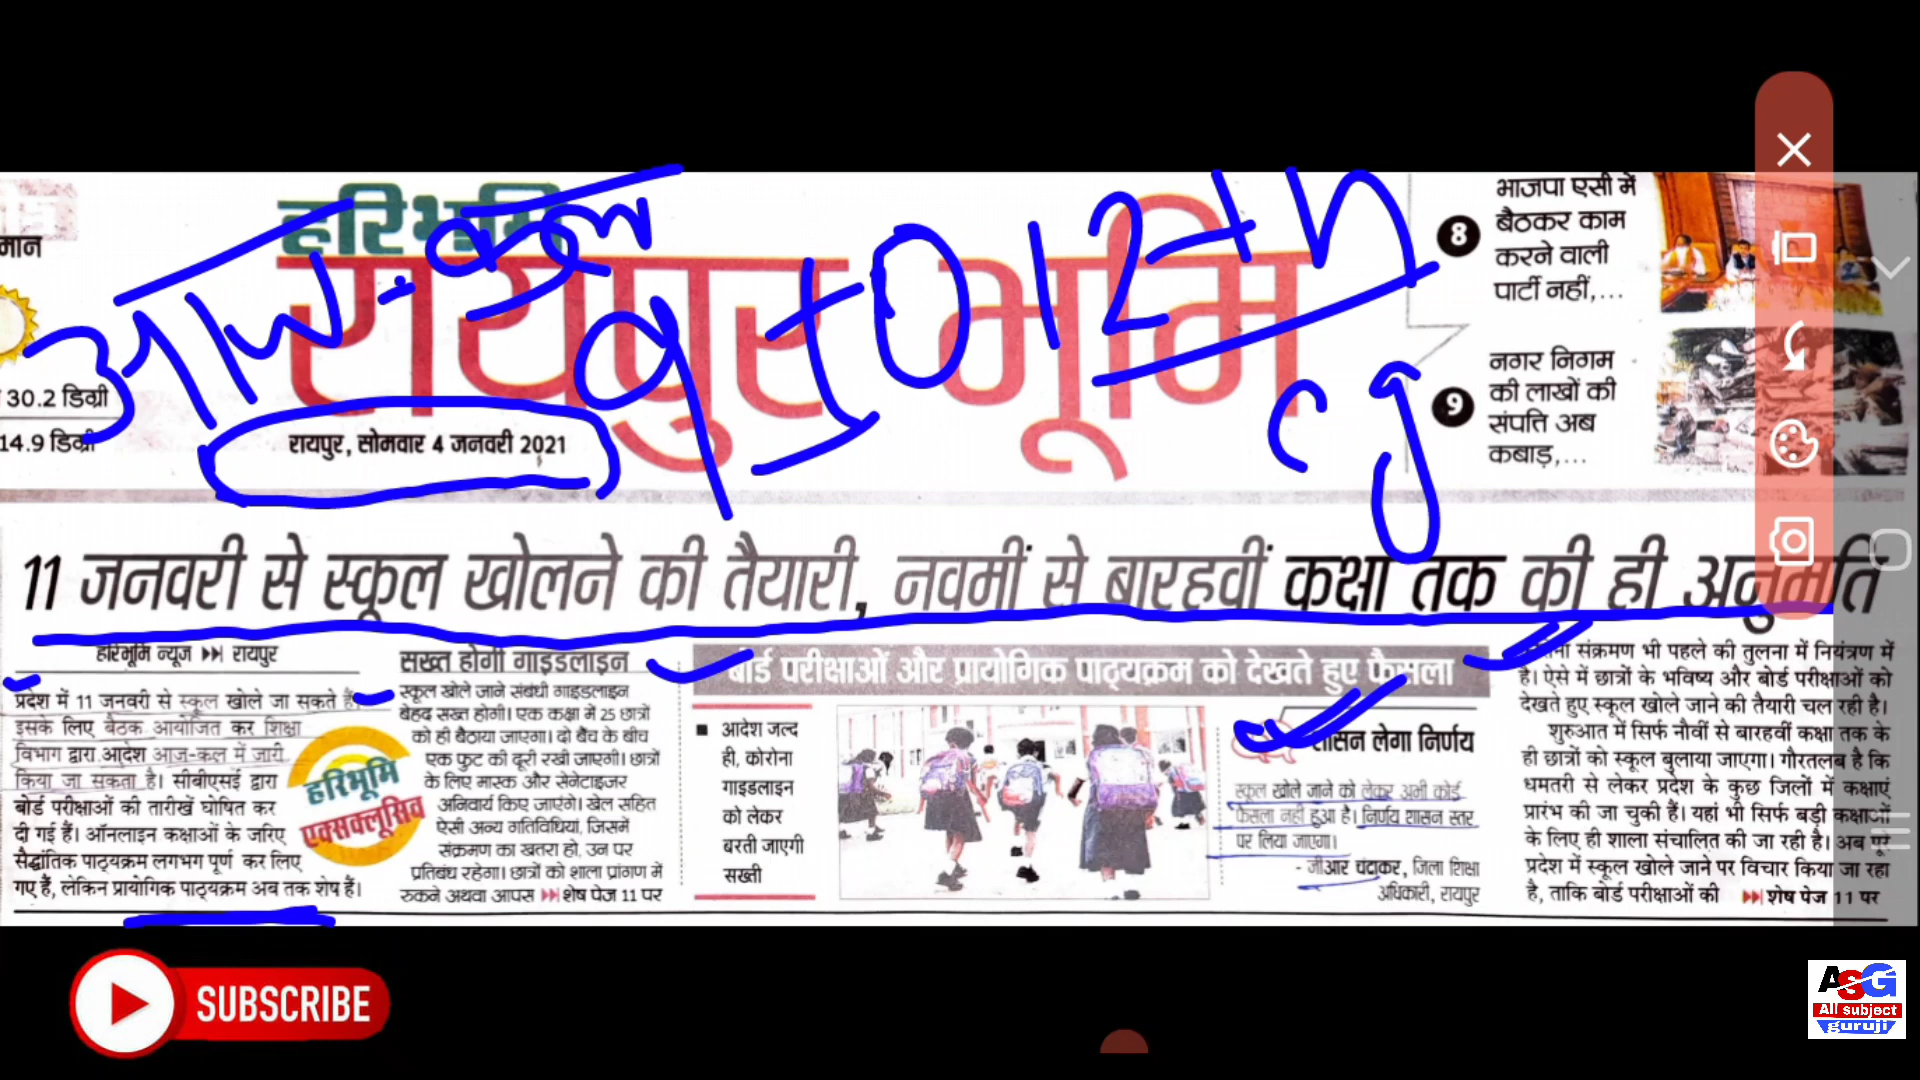 मान
30.2 डिग्री
14.9 डिग्री
हरिभूमि
रायपुर भूमि
रायपुर, सोमवार 4 जनवरी 2021
आज-कल
9 से 12th
cg
8
भाजपा एसी में
बैठकर काम
करने वाली
पार्टी नहीं,...
9
नगर निगम
की लाखों की
संपति अब
कबाड़,...
11 जनवरी से स्कूल खोलने की तैयारी, नवमीं से बारहवीं कक्षा तक की ही अनुमति
हरिभूमि न्यूज ▶▶ रायपुर
प्रदेश में 11 जनवरी से स्कूल खोले जा सकते हैं।
इसके लिए बैठक आयोजित कर शिक्षा
विभाग द्वारा आदेश आज-कल में जारी
किया जा सकता है। सीबीएसई द्वारा
बोर्ड परीक्षाओं की तारीखें घोषित कर
दी गई हैं। ऑनलाइन कक्षाओं के जरिए
सैद्धांतिक पाठ्यक्रम लगभग पूर्ण कर लिए
गए हैं, लेकिन प्रायोगिक पाठ्यक्रम अब तक शेष हैं।
हरिभूमि
एक्सक्लूसिव
सख्त होगी गाइडलाइन
स्कूल खोले जाने संबंधी गाइडलाइन
बेहद सख्त होगी। एक कक्षा में 25 छात्रों
को ही बैठाया जाएगा। दो बैंच के बीच
एक फुट की दूरी रखी जाएगी। छात्रों
के लिए मास्क और सेनेटाइजर
अनिवार्य किए जाएंगे। खेल सहित
ऐसी अन्य गतिविधियां, जिसमें
संक्रमण का खतरा हो, उन पर
प्रतिबंध रहेगा। छात्रों को शाला प्रांगण में
रुकने अथवा आपस ▶▶ शेष पेज 11 पर
बोर्ड परीक्षाओं और प्रायोगिक पाठ्यक्रम को देखते हुए फैसला
■ आदेश जल्द
ही, कोरोना
गाइडलाइन
को लेकर
बरती जाएगी
सख्ती
शासन लेगा निर्णय
स्कूल खोले जाने को लेकर अभी कोई
फैसला नहीं हुआ है। निर्णय शासन स्तर
पर लिया जाएगा।
- जीआर चंद्राकर, जिला शिक्षा
अधिकारी, रायपुर
संक्रमण भी पहले की तुलना में नियंत्रण में
है। ऐसे में छात्रों के भविष्य और बोर्ड परीक्षाओं को
देखते हुए स्कूल खोले जाने की तैयारी चल रही है।
शुरुआत में सिर्फ नौवीं से बारहवीं कक्षा तक के
ही छात्रों को स्कूल बुलाया जाएगा। गौरतलब है कि
धमतरी से लेकर प्रदेश के कुछ जिलों में कक्षाएं
प्रारंभ की जा चुकी हैं। यहां भी सिर्फ बड़ी कक्षाओं
के लिए ही शाला संचालित की जा रही है। अब पूरे
प्रदेश में स्कूल खोले जाने पर विचार किया जा रहा
है, ताकि बोर्ड परीक्षाओं की ▶▶ शेष पेज 11 पर
SUBSCRIBE
ASG
All subject
guruji